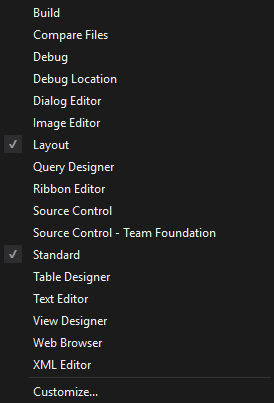 Build
Compare Files
Debug
Debug Location
Dialog Editor
Image Editor
Layout
Query Designer
Ribbon Editor
Source Control
Source Control - Team Foundation
Standard
Table Designer
Text Editor
View Designer
Web Browser
XML Editor
Customize...